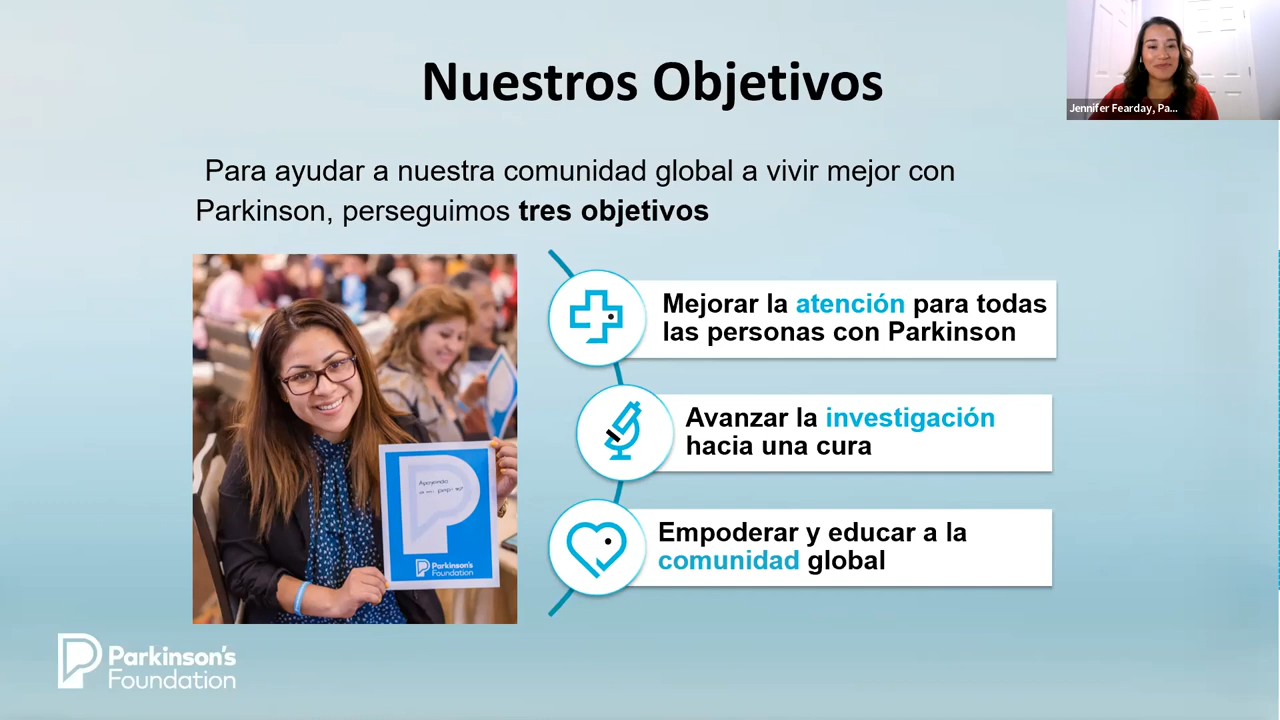 Nuestros Objetivos
Jennifer Fearday, Pa...
Para ayudar a nuestra comunidad global a vivir mejor con
Parkinson, perseguimos tres objetivos
Mejorar la atención para todas
las personas con Parkinson
Avanzar la investigación
hacia una cura
Empoderar y educar a la
comunidad global
Apoyando
Parkinson's
Foundation
Parkinson's
Foundation